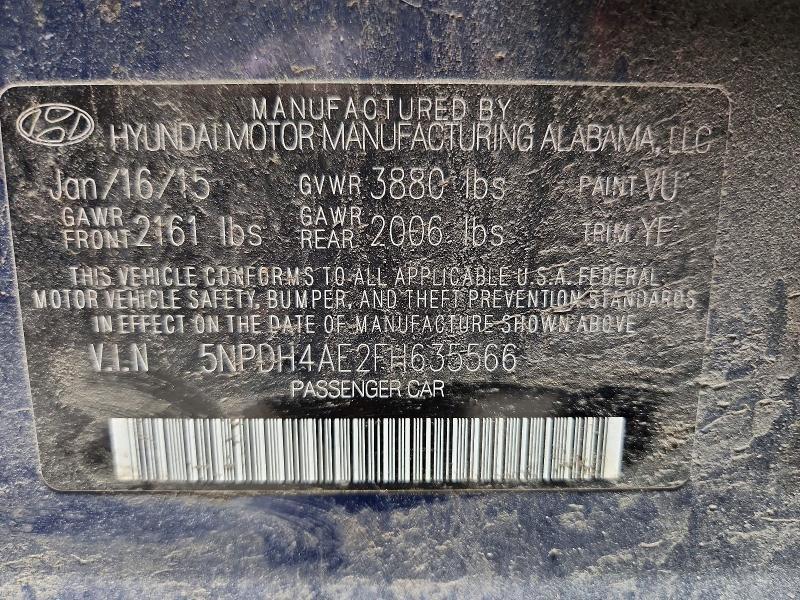 MANUFACTURED BY
HYUNDAI MOTOR MANUFACTURING ALABAMA, LLC
Jan/16/15 GVWR 3880 lbs PAINT VU
GAWR FRONT 2161 lbs GAWR REAR 2006 lbs TRIM YF
THIS VEHICLE CONFORMS TO ALL APPLICABLE U.S.A. FEDERAL
MOTOR VEHICLE SAFETY, BUMPER, AND THEFT PREVENTION STANDARDS
IN EFFECT ON THE DATE OF MANUFACTURE SHOWN ABOVE
V.I.N 5NPDH4AE2FH635566
PASSENGER CAR